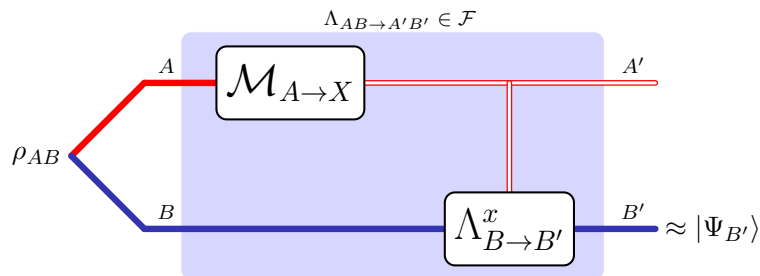 Λ_{AB→A′B′} ∈ ℱ
A
ℳ_{A→X}
A′
ρ_{AB}
B
Λ^x_{B→B′}
B′
≈ |Ψ_{B′}⟩